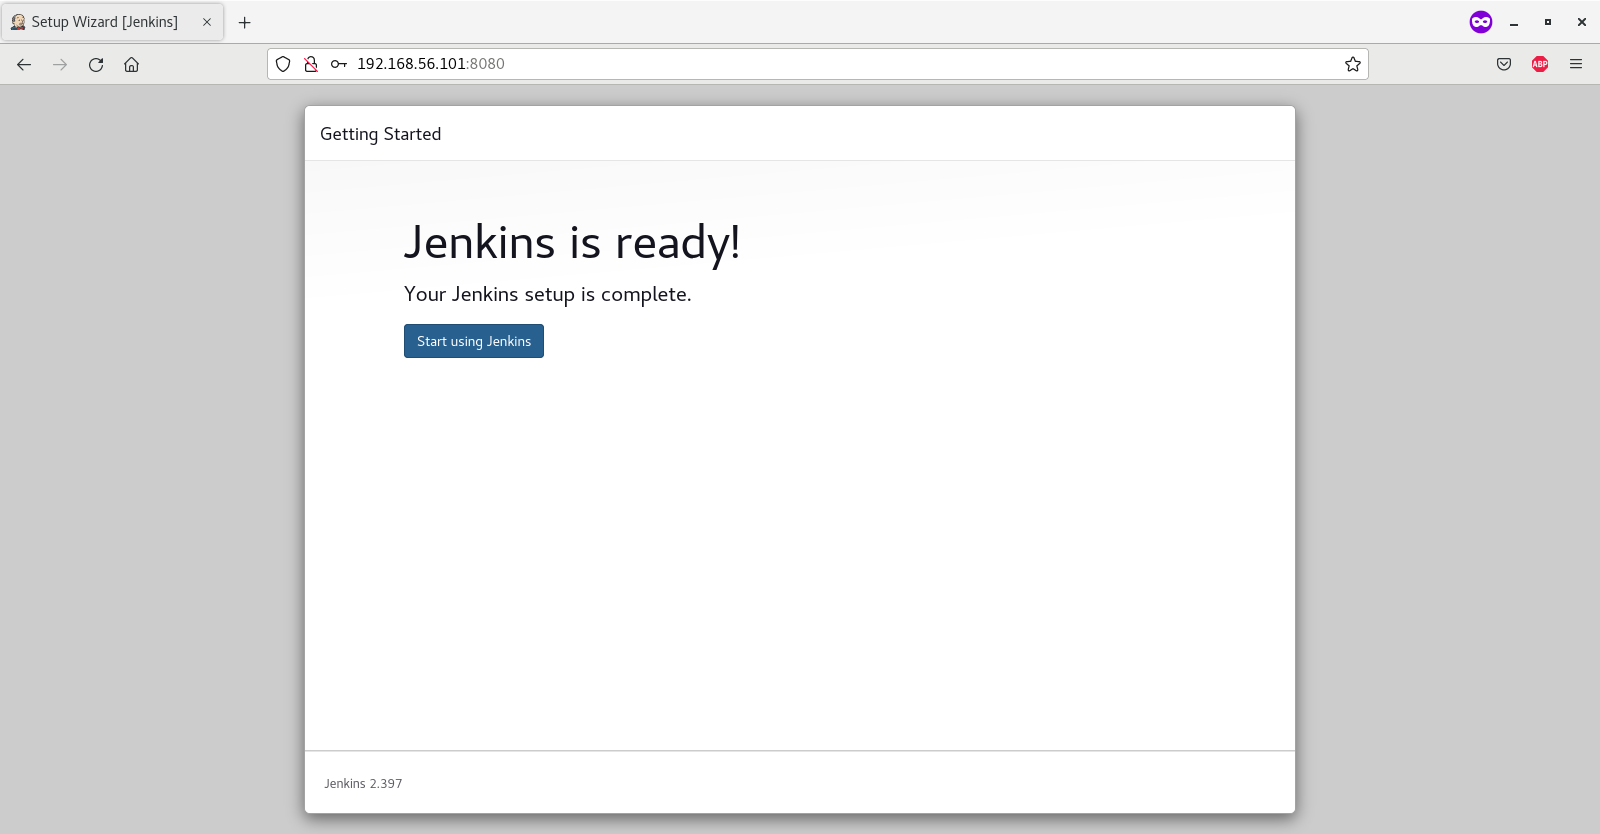 Setup Wizard [Jenkins]
192.168.56.101:8080
ABP
Getting Started
Jenkins is ready!
Your Jenkins setup is complete.
Start using Jenkins
Jenkins 2.397